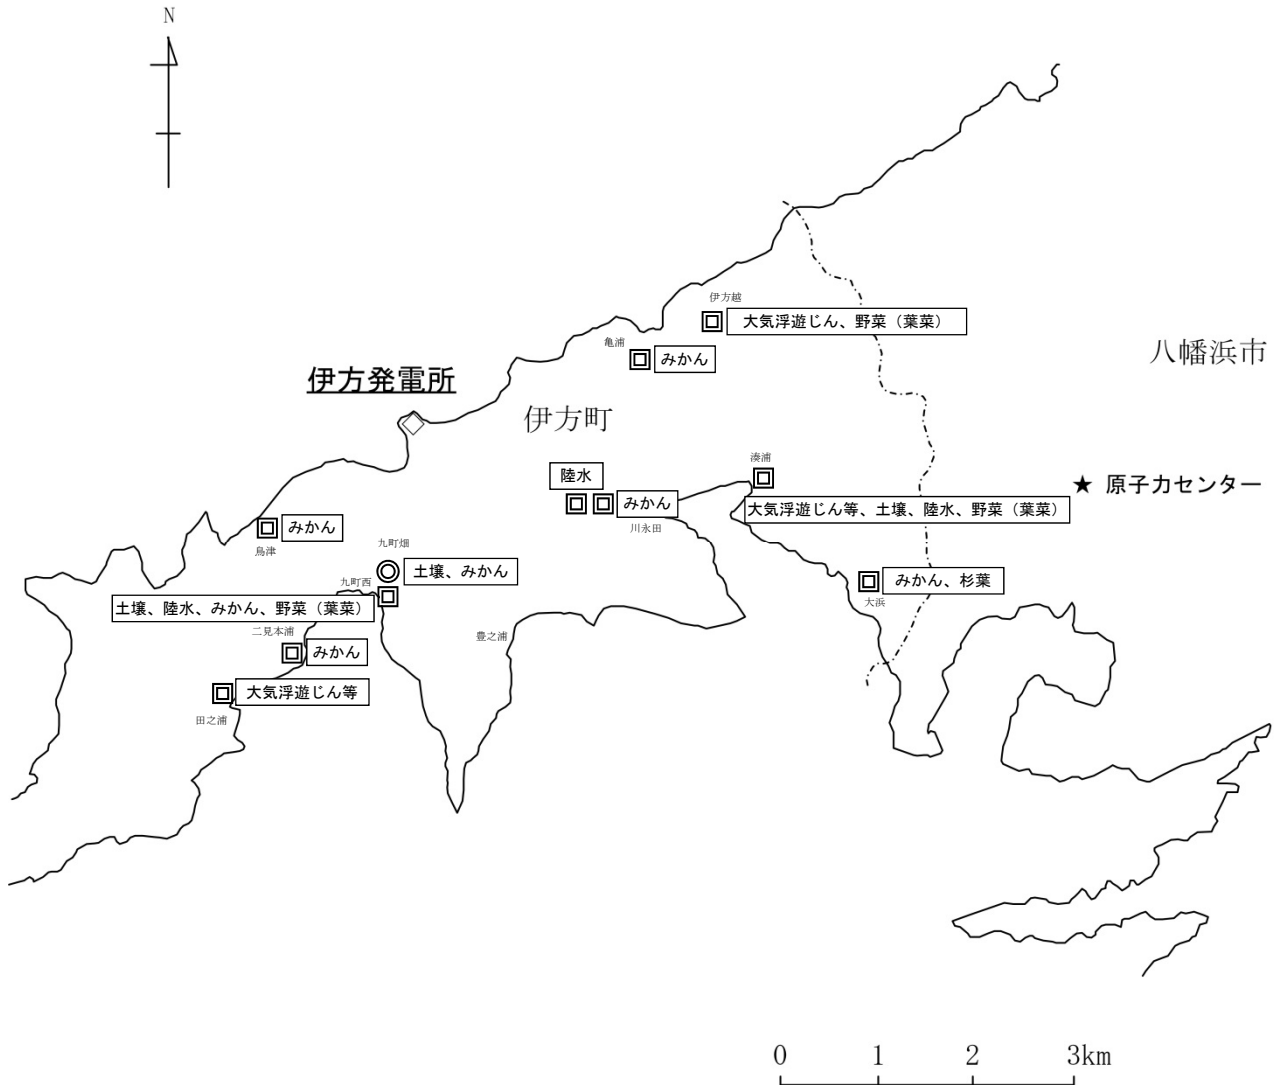 N
伊方越
大気浮遊じん、野菜（葉菜）
亀浦
みかん
八幡浜市
伊方発電所
伊方町
湊浦
陸水
★ 原子力センター
みかん
大気浮遊じん等、土壌、陸水、野菜（葉菜）
川永田
みかん
鳥津
九町畑
土壌、みかん
九町西
みかん、杉葉
大浜
土壌、陸水、みかん、野菜（葉菜）
二見本浦
豊之浦
みかん
大気浮遊じん等
田之浦
0 1 2 3km